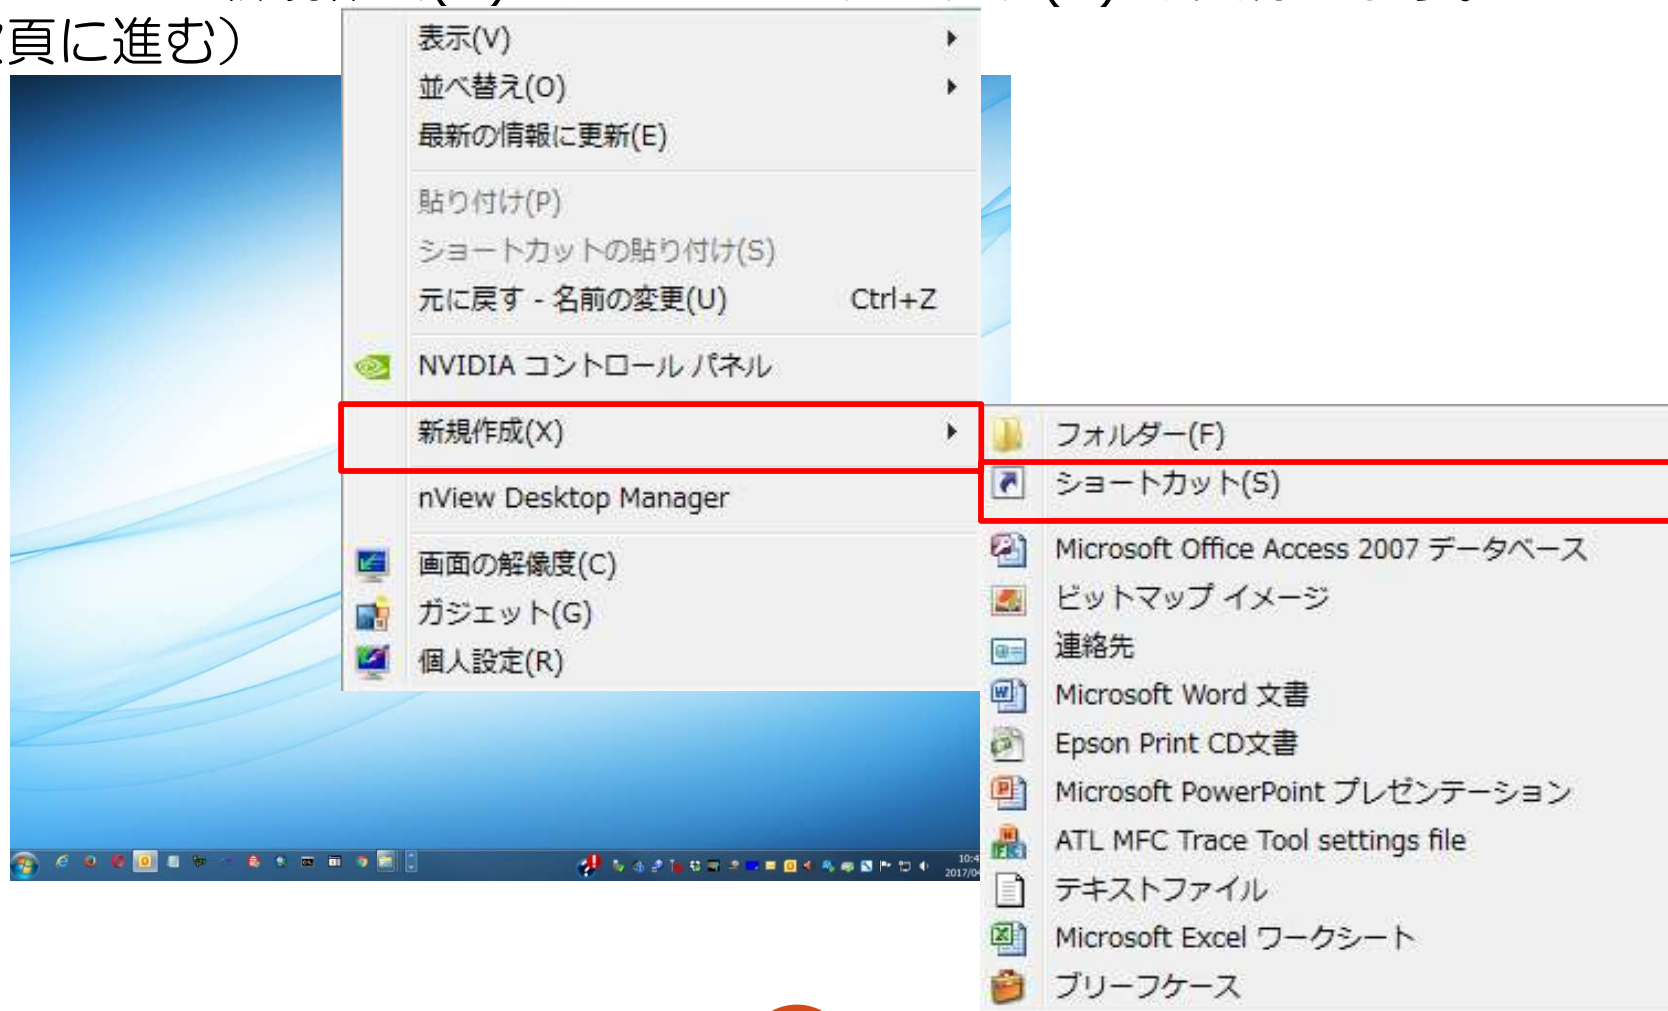 頁に進む）
表示(V)
並べ替え(O)
最新の情報に更新(E)
貼り付け(P)
ショートカットの貼り付け(S)
元に戻す - 名前の変更(U) Ctrl+Z
NVIDIA コントロール パネル
新規作成(X)
nView Desktop Manager
画面の解像度(C)
ガジェット(G)
個人設定(R)
フォルダー(F)
ショートカット(S)
Microsoft Office Access 2007 データベース
ビットマップ イメージ
連絡先
Microsoft Word 文書
Epson Print CD文書
Microsoft PowerPoint プレゼンテーション
ATL MFC Trace Tool settings file
テキストファイル
Microsoft Excel ワークシート
ブリーフケース
10:4
2017/04